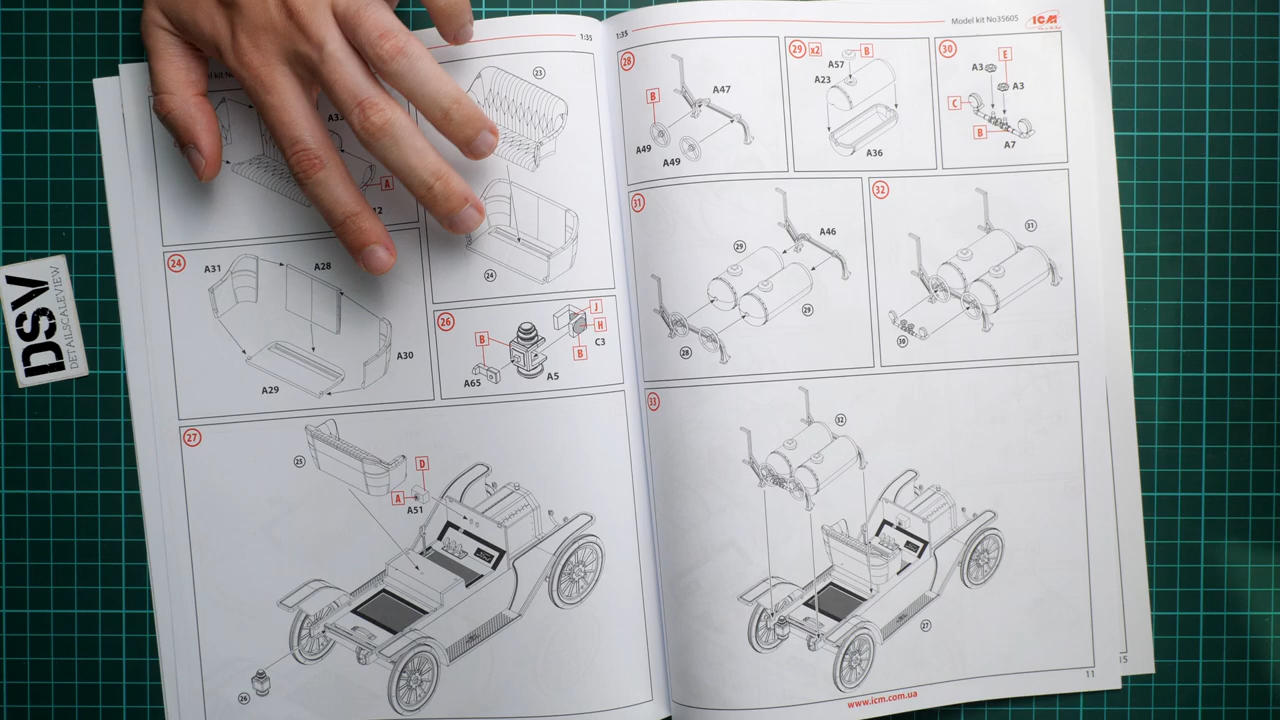 DSV
DETAILSCALEVIEW
1:35
A33
A
23
24
24
A31
A28
A30
A29
26
B
J
H
B
C3
A65
A5
27
25
D
A
A51
26
1:35
Model kit No35605
ICM
28
B
A47
A49
A49
29
x2
B
A57
A23
A36
30
E
A3
A3
C
B
A7
31
29
A46
29
28
32
31
30
33
32
27
11
www.icm.com.ua
15